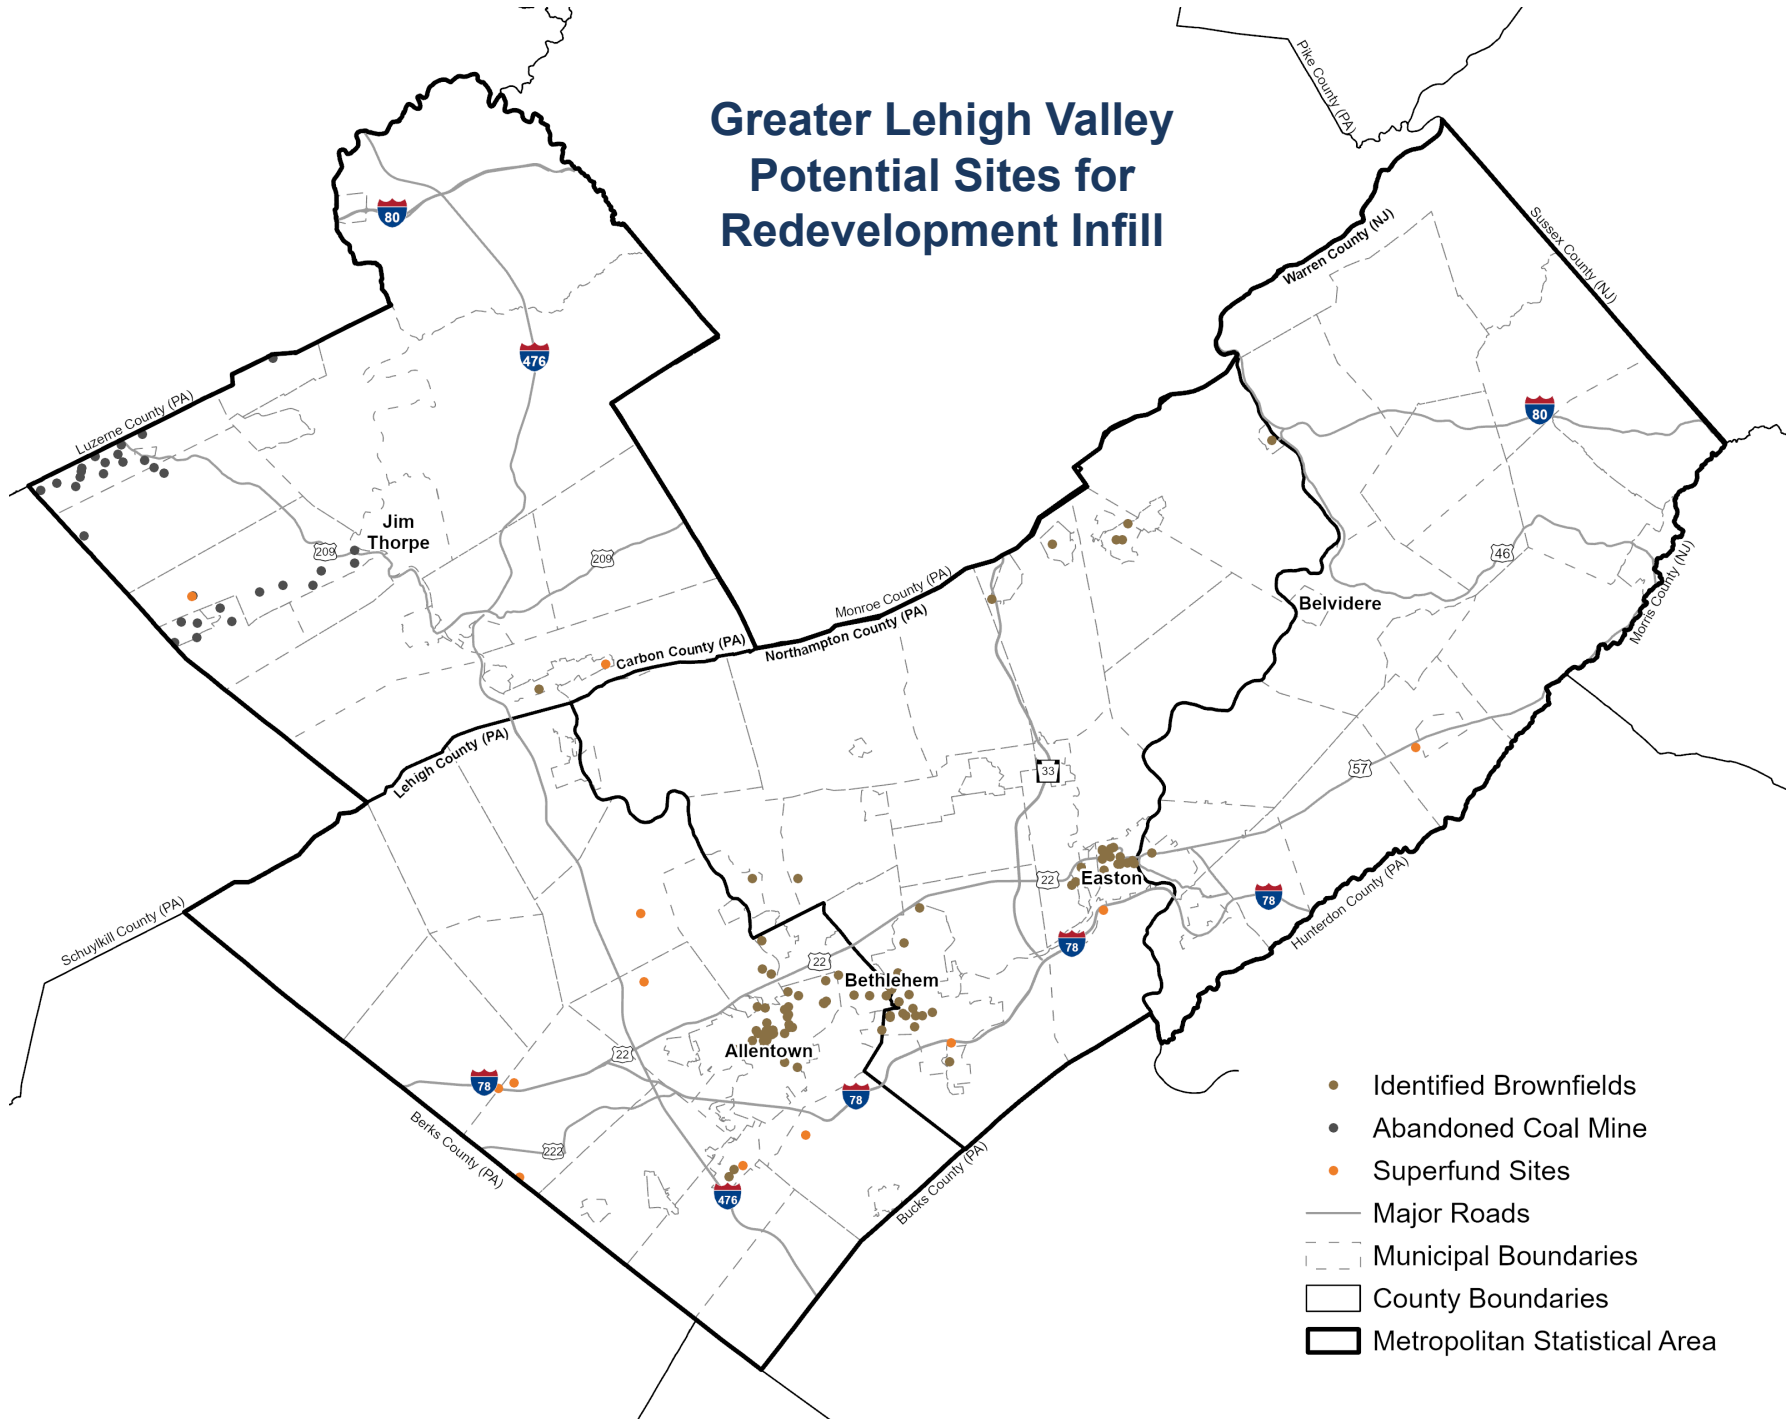 Greater Lehigh Valley
Potential Sites for
Redevelopment Infill
Pike County (PA)
Sussex County (NJ)
Warren County (NJ)
80
476
80
Luzerne County (PA)
Jim
Thorpe
209
209
46
Morris County (NJ)
Monroe County (PA)
Northampton County (PA)
Belvidere
Carbon County (PA)
Lehigh County (PA)
33
57
22
Easton
78
Hunterdon County (PA)
Schuylkill County (PA)
78
22
Bethlehem
Allentown
22
78
78
Berks County (PA)
222
476
Bucks County (PA)
Identified Brownfields
Abandoned Coal Mine
Superfund Sites
Major Roads
Municipal Boundaries
County Boundaries
Metropolitan Statistical Area